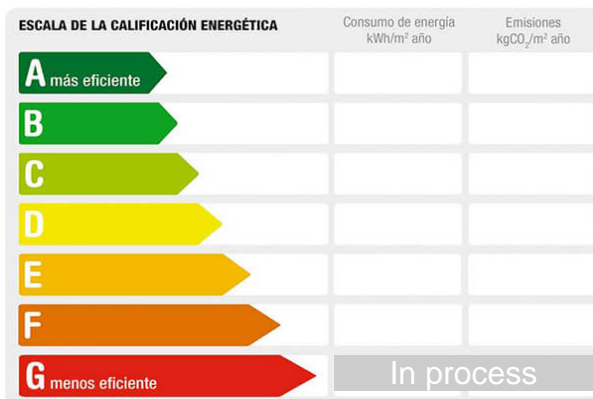 ESCALA DE LA CALIFICACIÓN ENERGÉTICA
Consumo de energía
kWh/m² año
Emisiones
kgCO₂/m² año
A más eficiente
B
C
D
E
F
G menos eficiente
In process